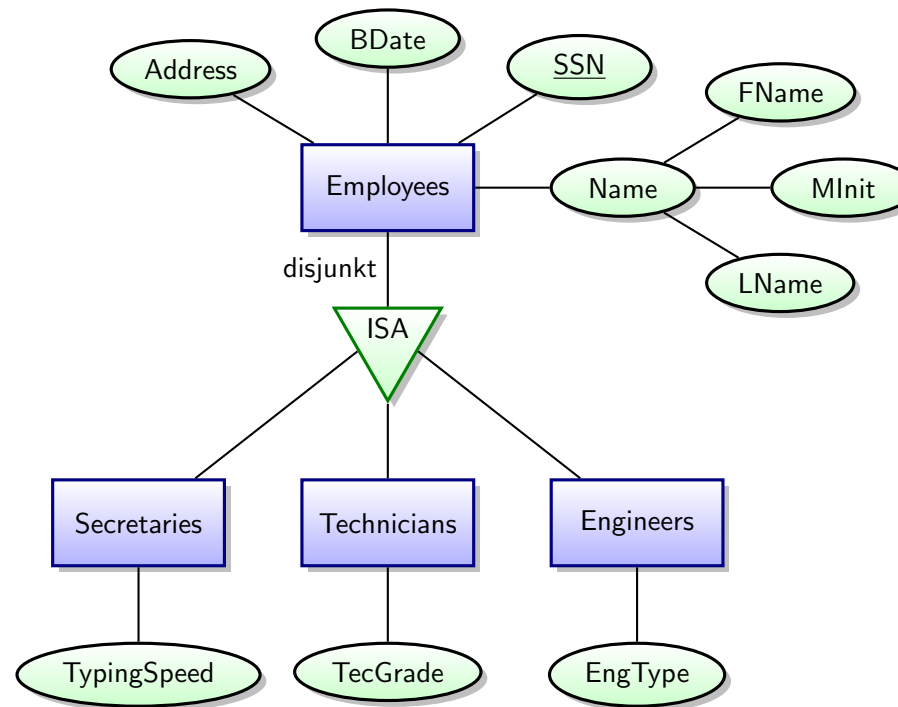 BDate
Address
SSN
FName
Employees
Name
MInit
disjunkt
LName
ISA
Secretaries
Technicians
Engineers
TypingSpeed
TecGrade
EngType